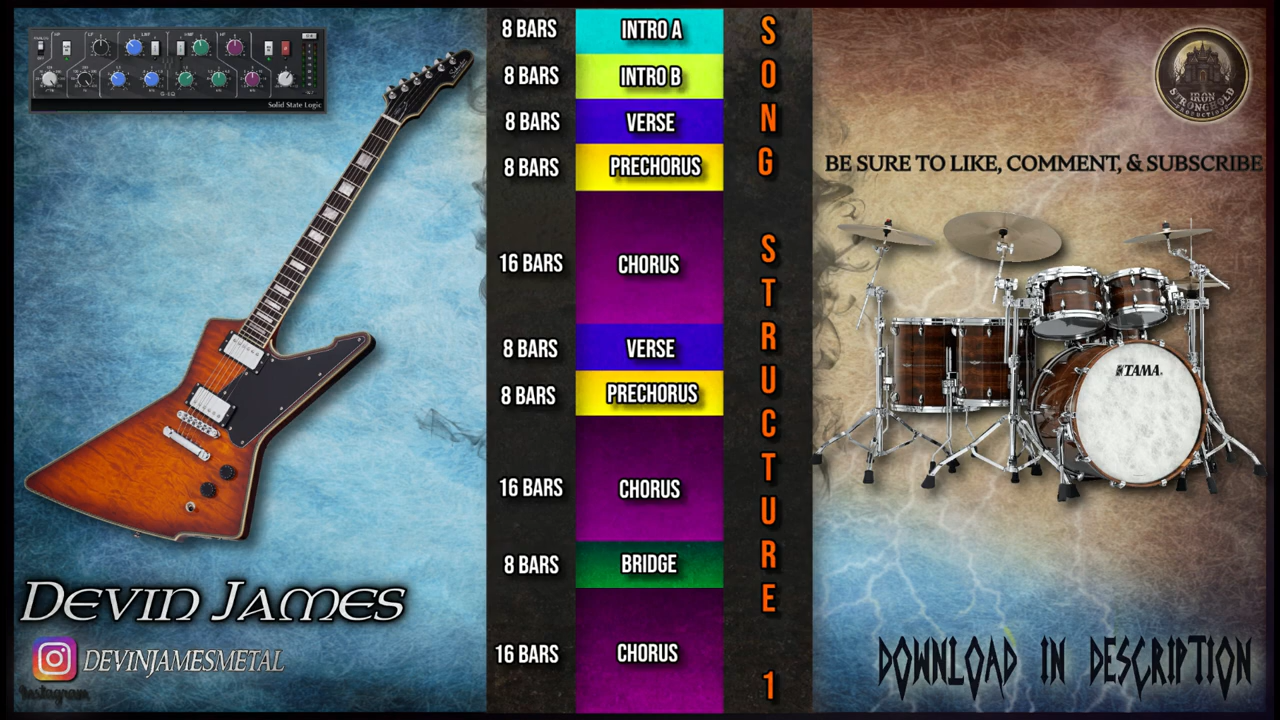 Solid State Logic
DEVIN JAMES
DEVINJAMESMETAL
Instagram
8 BARS INTRO A
8 BARS INTRO B
8 BARS VERSE
8 BARS PRECHORUS
16 BARS CHORUS
8 BARS VERSE
8 BARS PRECHORUS
16 BARS CHORUS
8 BARS BRIDGE
16 BARS CHORUS
SONG STRUCTURE 1
IRON
STRONGHOLD
PRODUCTIONS
BE SURE TO LIKE, COMMENT, & SUBSCRIBE
TAMA
DOWNLOAD IN DESCRIPTION